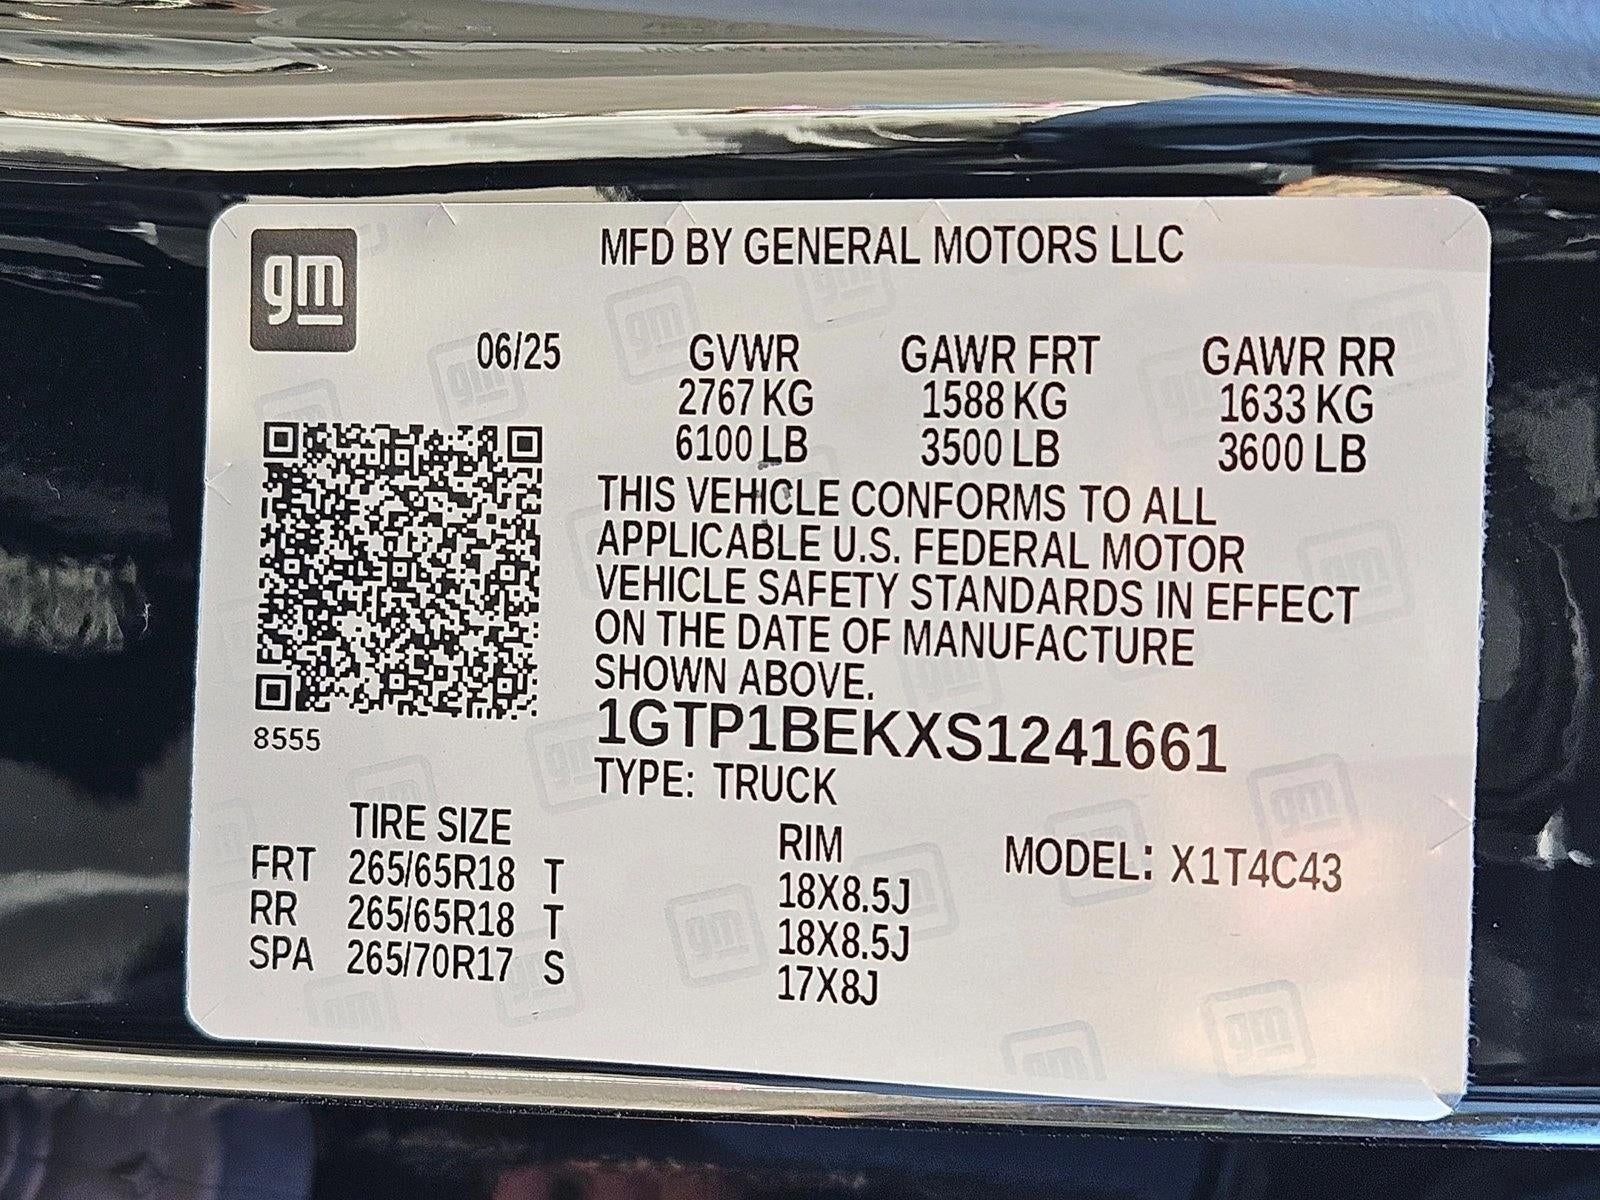 gm
MFD BY GENERAL MOTORS LLC
06/25 GVWR GAWR FRT GAWR RR
2767 KG 1588 KG 1633 KG
6100 LB 3500 LB 3600 LB
THIS VEHICLE CONFORMS TO ALL
APPLICABLE U.S. FEDERAL MOTOR
VEHICLE SAFETY STANDARDS IN EFFECT
ON THE DATE OF MANUFACTURE
SHOWN ABOVE.
1GTP1BEKXS1241661
8555
TYPE: TRUCK
TIRE SIZE RIM MODEL: X1T4C43
FRT 265/65R18 T 18X8.5J
RR 265/65R18 T 18X8.5J
SPA 265/70R17 S 17X8J